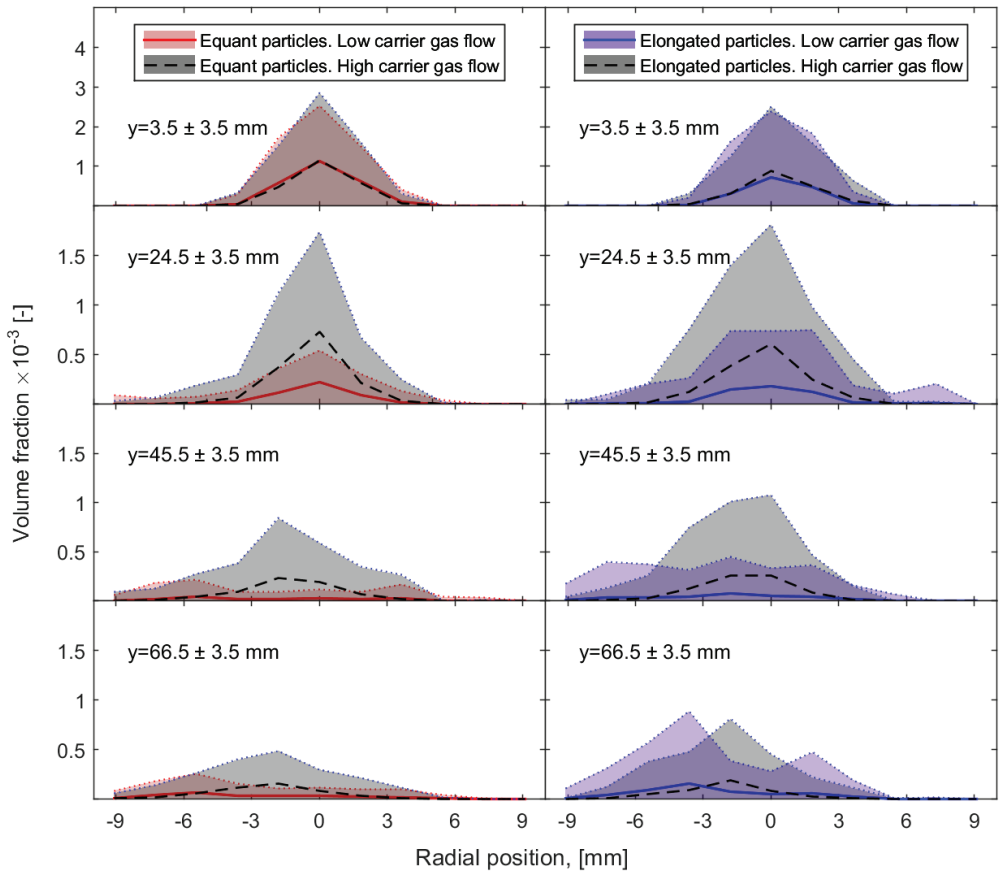 Equant particles. Low carrier gas flow
Equant particles. High carrier gas flow
Elongated particles. Low carrier gas flow
Elongated particles. High carrier gas flow
4
3
2
1
y=3.5 ± 3.5 mm
y=3.5 ± 3.5 mm
1.5
1
0.5
y=24.5 ± 3.5 mm
y=24.5 ± 3.5 mm
1.5
1
0.5
y=45.5 ± 3.5 mm
y=45.5 ± 3.5 mm
1.5
1
0.5
y=66.5 ± 3.5 mm
y=66.5 ± 3.5 mm
Volume fraction ×10⁻³ [-]
-9 -6 -3 0 3 6 9 -9 -6 -3 0 3 6 9
Radial position, [mm]